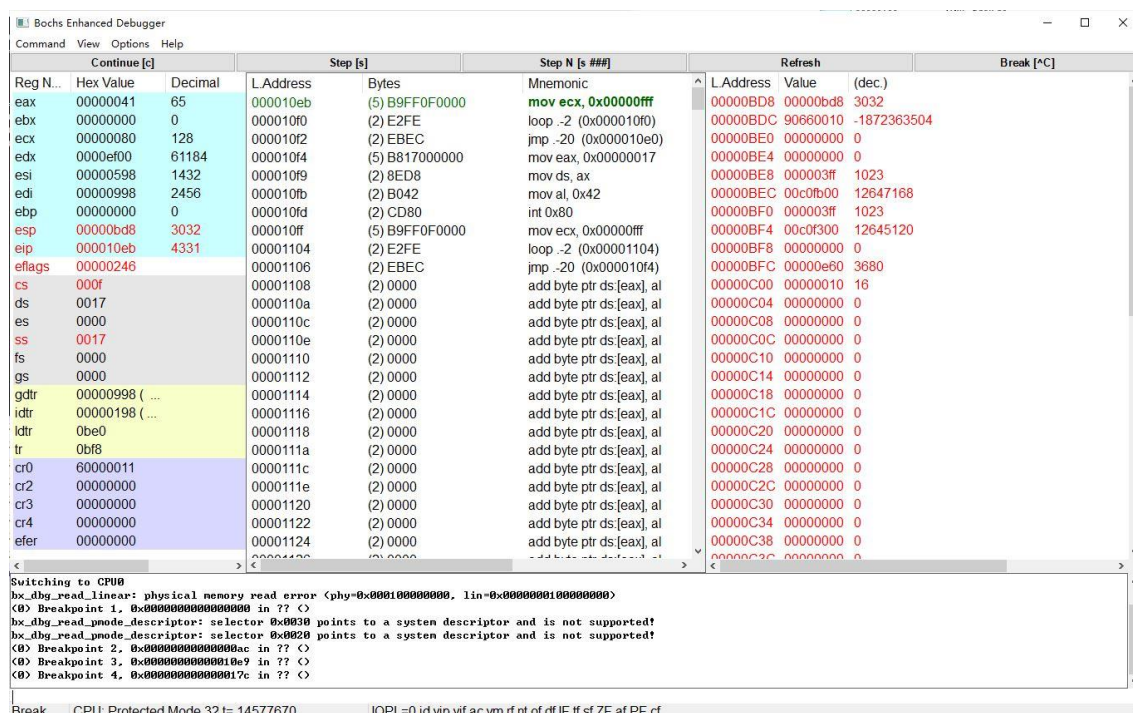 Bochs Enhanced Debugger
Command View Options Help
Continue [c] Step [s] Step N [s ###] Refresh Break [^C]
Reg N... Hex Value Decimal
eax 00000041 65
ebx 00000000 0
ecx 00000080 128
edx 0000ef00 61184
esi 00000598 1432
edi 00000998 2456
ebp 00000000 0
esp 00000bd8 3032
eip 000010eb 4331
eflags 00000246
cs 000f
ds 0017
es 0000
ss 0017
fs 0000
gs 0000
gdtr 00000998 ( ...
idtr 00000198 ( ...
ldtr 0be0
tr 0bf8
cr0 60000011
cr2 00000000
cr3 00000000
cr4 00000000
efer 00000000
L.Address Bytes Mnemonic
000010eb (5) B9FF0F0000 mov ecx, 0x00000fff
000010f0 (2) E2FE loop .-2 (0x000010f0)
000010f2 (2) EBEC jmp .-20 (0x000010e0)
000010f4 (5) B817000000 mov eax, 0x00000017
000010f9 (2) 8ED8 mov ds, ax
000010fb (2) B042 mov al, 0x42
000010fd (2) CD80 int 0x80
000010ff (5) B9FF0F0000 mov ecx, 0x00000fff
00001104 (2) E2FE loop .-2 (0x00001104)
00001106 (2) EBEC jmp .-20 (0x000010f4)
00001108 (2) 0000 add byte ptr ds:[eax], al
0000110a (2) 0000 add byte ptr ds:[eax], al
0000110c (2) 0000 add byte ptr ds:[eax], al
0000110e (2) 0000 add byte ptr ds:[eax], al
00001110 (2) 0000 add byte ptr ds:[eax], al
00001112 (2) 0000 add byte ptr ds:[eax], al
00001114 (2) 0000 add byte ptr ds:[eax], al
00001116 (2) 0000 add byte ptr ds:[eax], al
00001118 (2) 0000 add byte ptr ds:[eax], al
0000111a (2) 0000 add byte ptr ds:[eax], al
0000111c (2) 0000 add byte ptr ds:[eax], al
0000111e (2) 0000 add byte ptr ds:[eax], al
00001120 (2) 0000 add byte ptr ds:[eax], al
00001122 (2) 0000 add byte ptr ds:[eax], al
00001124 (2) 0000 add byte ptr ds:[eax], al
L.Address Value (dec.)
00000BD8 00000bd8 3032
00000BDC 90660010 -1872363504
00000BE0 00000000 0
00000BE4 00000000 0
00000BE8 000003ff 1023
00000BEC 00c0fb00 12647168
00000BF0 000003ff 1023
00000BF4 00c0f300 12645120
00000BF8 00000000 0
00000BFC 00000e60 3680
00000C00 00000010 16
00000C04 00000000 0
00000C08 00000000 0
00000C0C 00000000 0
00000C10 00000000 0
00000C14 00000000 0
00000C18 00000000 0
00000C1C 00000000 0
00000C20 00000000 0
00000C24 00000000 0
00000C28 00000000 0
00000C2C 00000000 0
00000C30 00000000 0
00000C34 00000000 0
00000C38 00000000 0
00000C3C 00000000 0
Switching to CPU0
bx_dbg_read_linear: physical memory read error (phy=0x000100000000, lin=0x0000000100000000)
(0) Breakpoint 1, 0x0000000000000000 in ?? ()
bx_dbg_read_pmode_descriptor: selector 0x0030 points to a system descriptor and is not supported!
bx_dbg_read_pmode_descriptor: selector 0x0020 points to a system descriptor and is not supported!
(0) Breakpoint 2, 0x00000000000000ac in ?? ()
(0) Breakpoint 3, 0x00000000000010e9 in ?? ()
(0) Breakpoint 4, 0x000000000000017c in ?? ()
Break CPU: Protected Mode 32 t= 14577670 IOPL=0 id vip vif ac vm rf nt of df IF tf sf ZF af PF cf